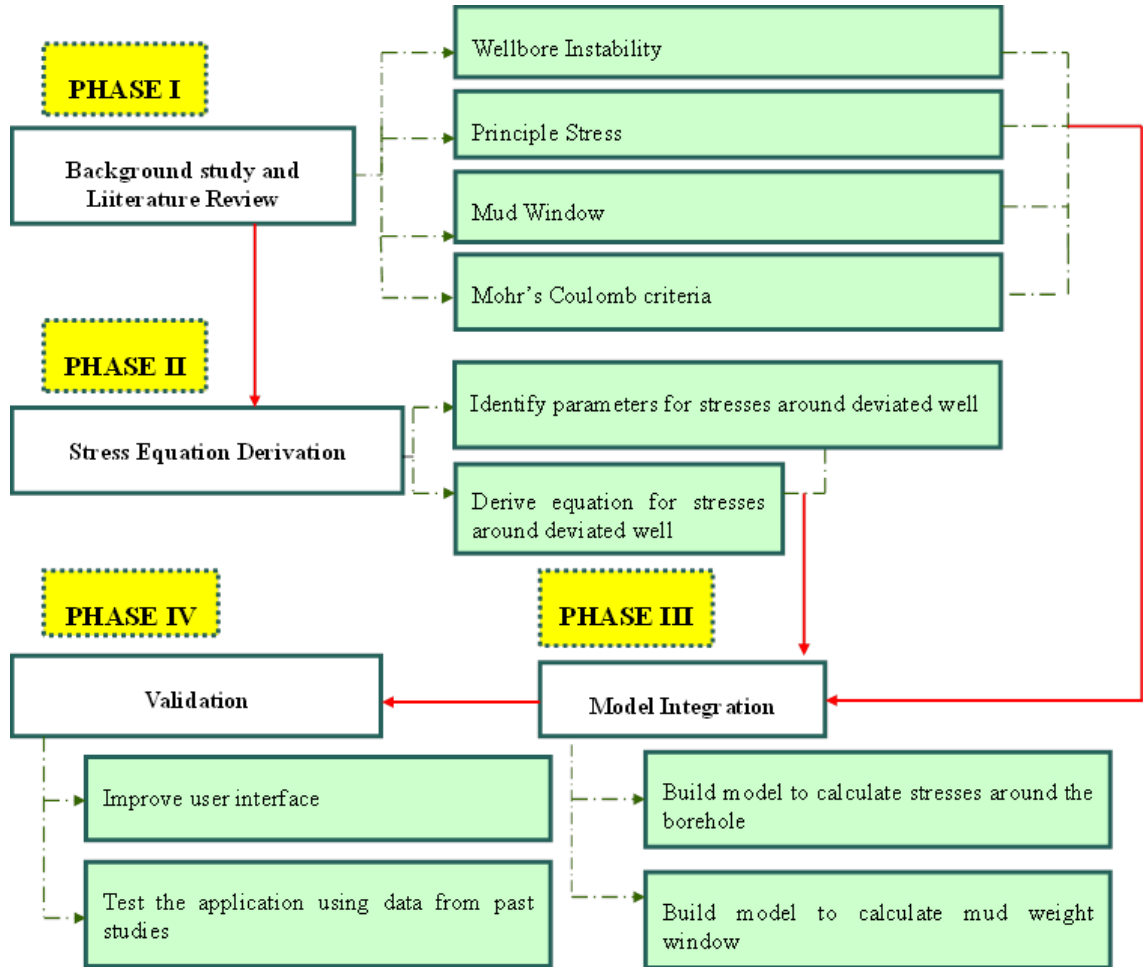 PHASE I
Background study and
Liiterature Review
Wellbore Instability
Principle Stress
Mud Window
Mohr’s Coulomb criteria
PHASE II
Stress Equation Derivation
Identify parameters for stresses around deviated well
Derive equation for stresses
around deviated well
PHASE III
Model Integration
Build model to calculate stresses around the
borehole
Build model to calculate mud weight
window
PHASE IV
Validation
Improve user interface
Test the application using data from past
studies